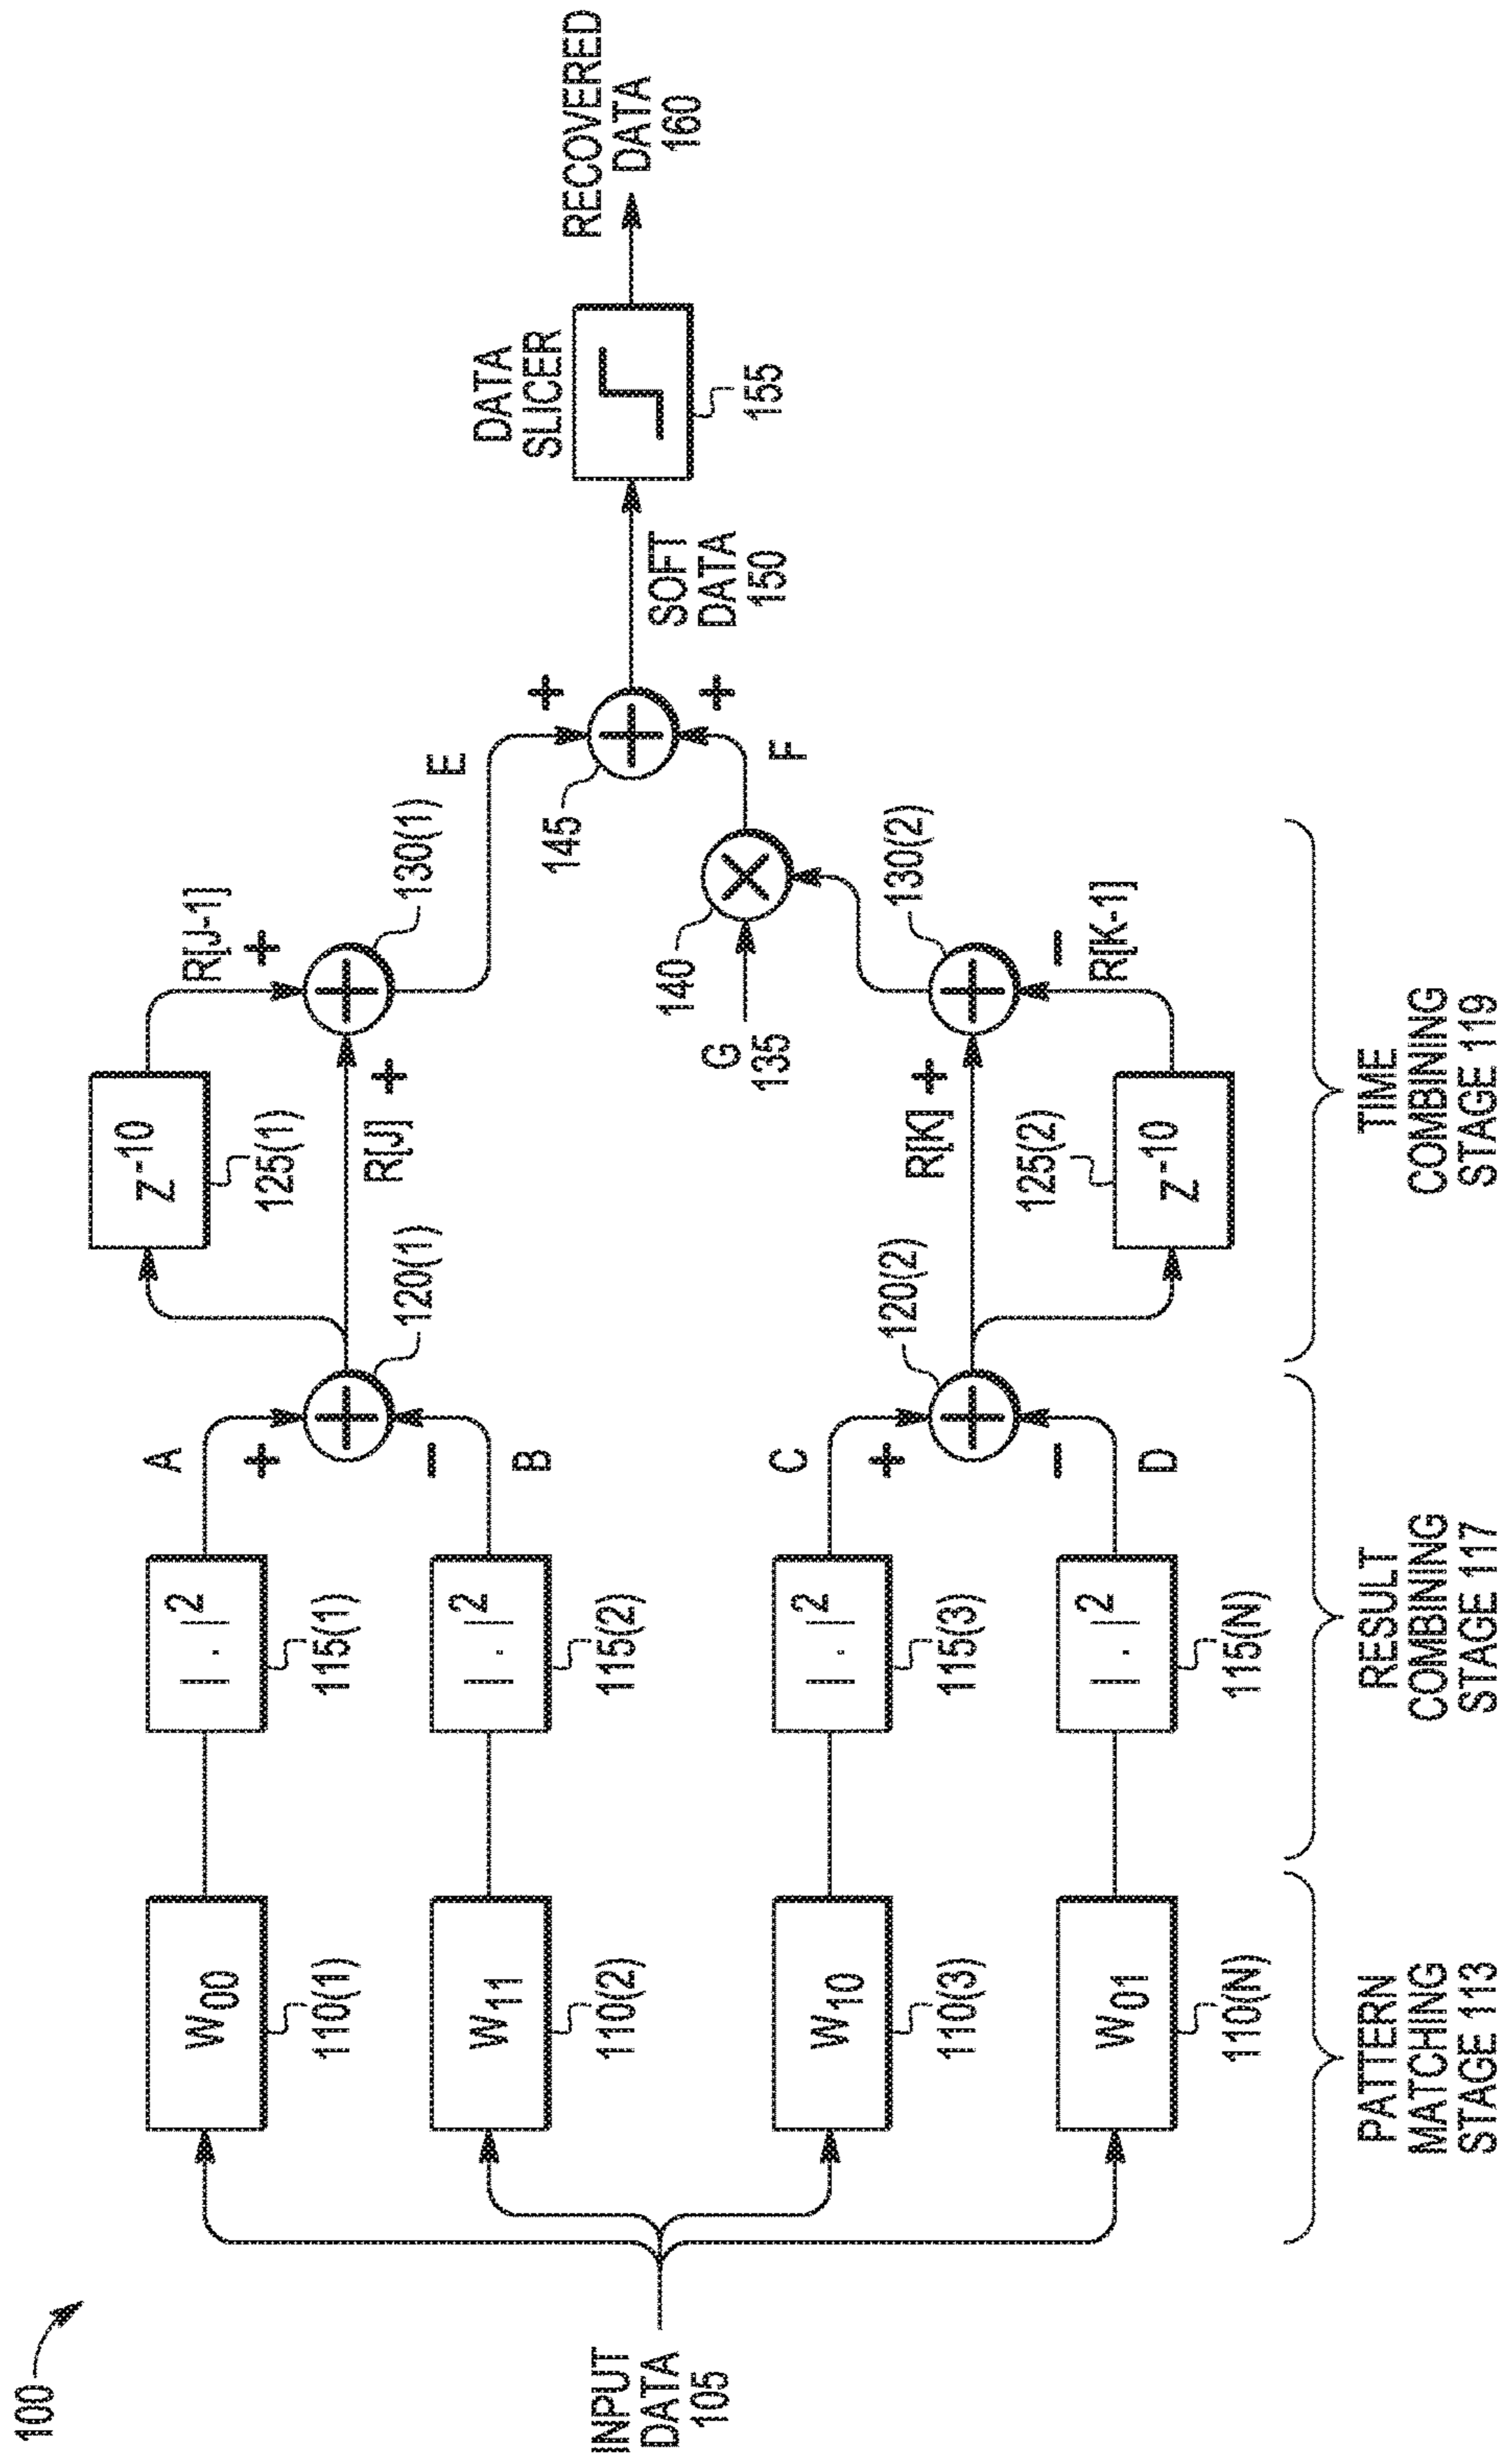 100
INPUT
DATA
105
W00
110(1)
W11
110(2)
W10
110(3)
W01
110(N)
PATTERN
MATCHING
STAGE 113
|.|2
115(1)
|.|2
115(2)
|.|2
115(3)
|.|2
115(N)
A
+
−
B
C
+
−
D
120(1)
120(2)
RESULT
COMBINING
STAGE 117
Z-10
125(1)
R[J]
+
R[J-1]
+
130(1)
R[K]
+
125(2)
Z-10
−
R[K-1]
130(2)
TIME
COMBINING
STAGE 119
G
135
140
E
F
145
+
+
SOFT
DATA
150
DATA
SLICER
155
RECOVERED
DATA
160